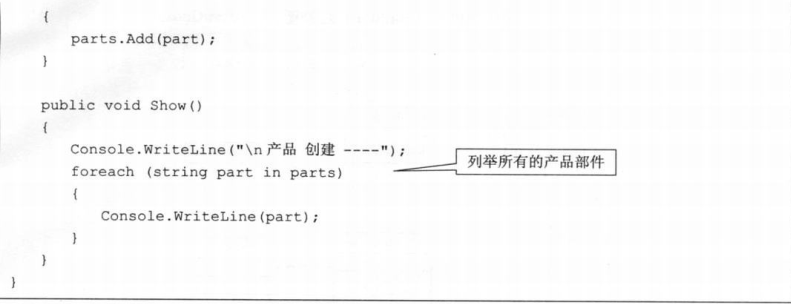 {
parts.Add(part);
}
public void Show()
{
Console.WriteLine("\n产品 创建 ----");
foreach (string part in parts)
列举所有的产品部件
{
Console.WriteLine(part);
}
}
}